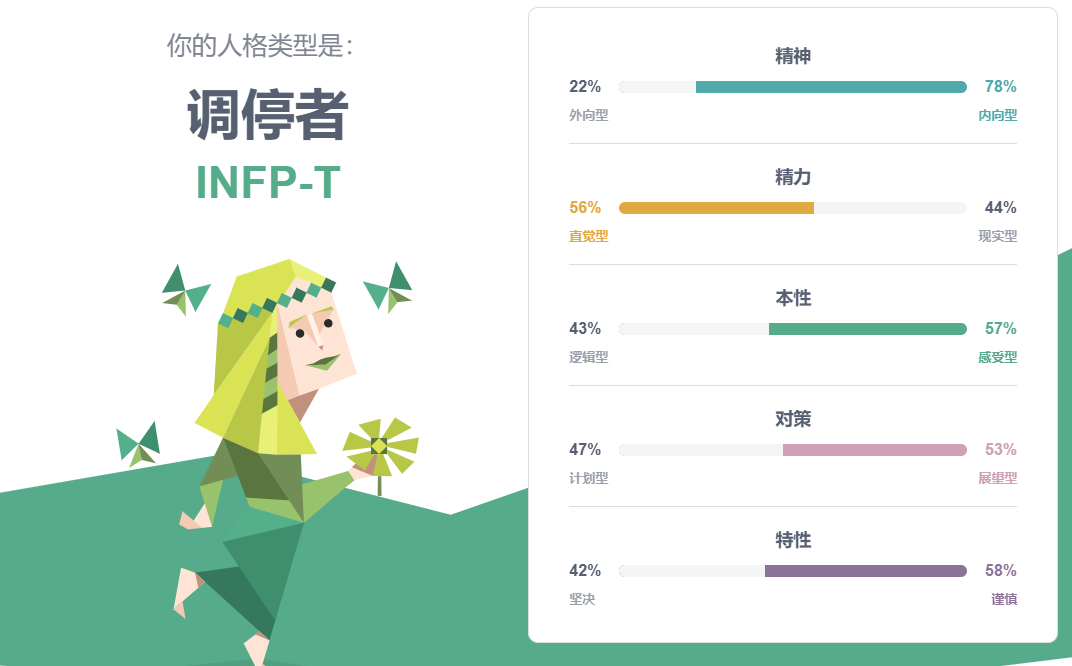 你的人格类型是：
调停者
INFP-T
精神
22% 78%
外向型 内向型
精力
56% 44%
直觉型 现实型
本性
43% 57%
逻辑型 感受型
对策
47% 53%
计划型 展望型
特性
42% 58%
坚决 谨慎